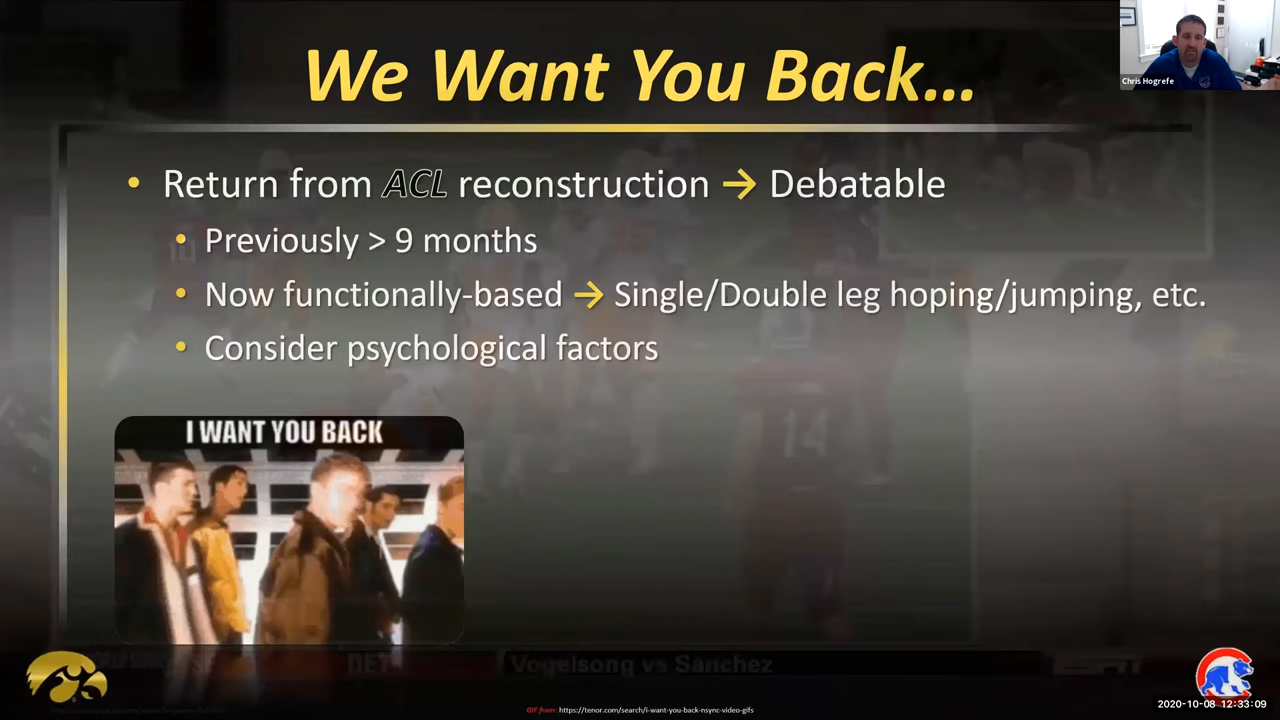 We Want You Back...
Chris Hogrefe
• Return from ACL reconstruction → Debatable
• Previously > 9 months
• Now functionally-based → Single/Double leg hoping/jumping, etc.
• Consider psychological factors
I WANT YOU BACK
14
Vogelsong vs Sanchez
GIF from: https://tenor.com/search/i-want-you-back-nsync-video-gifs
2020-10-08 12:33:09